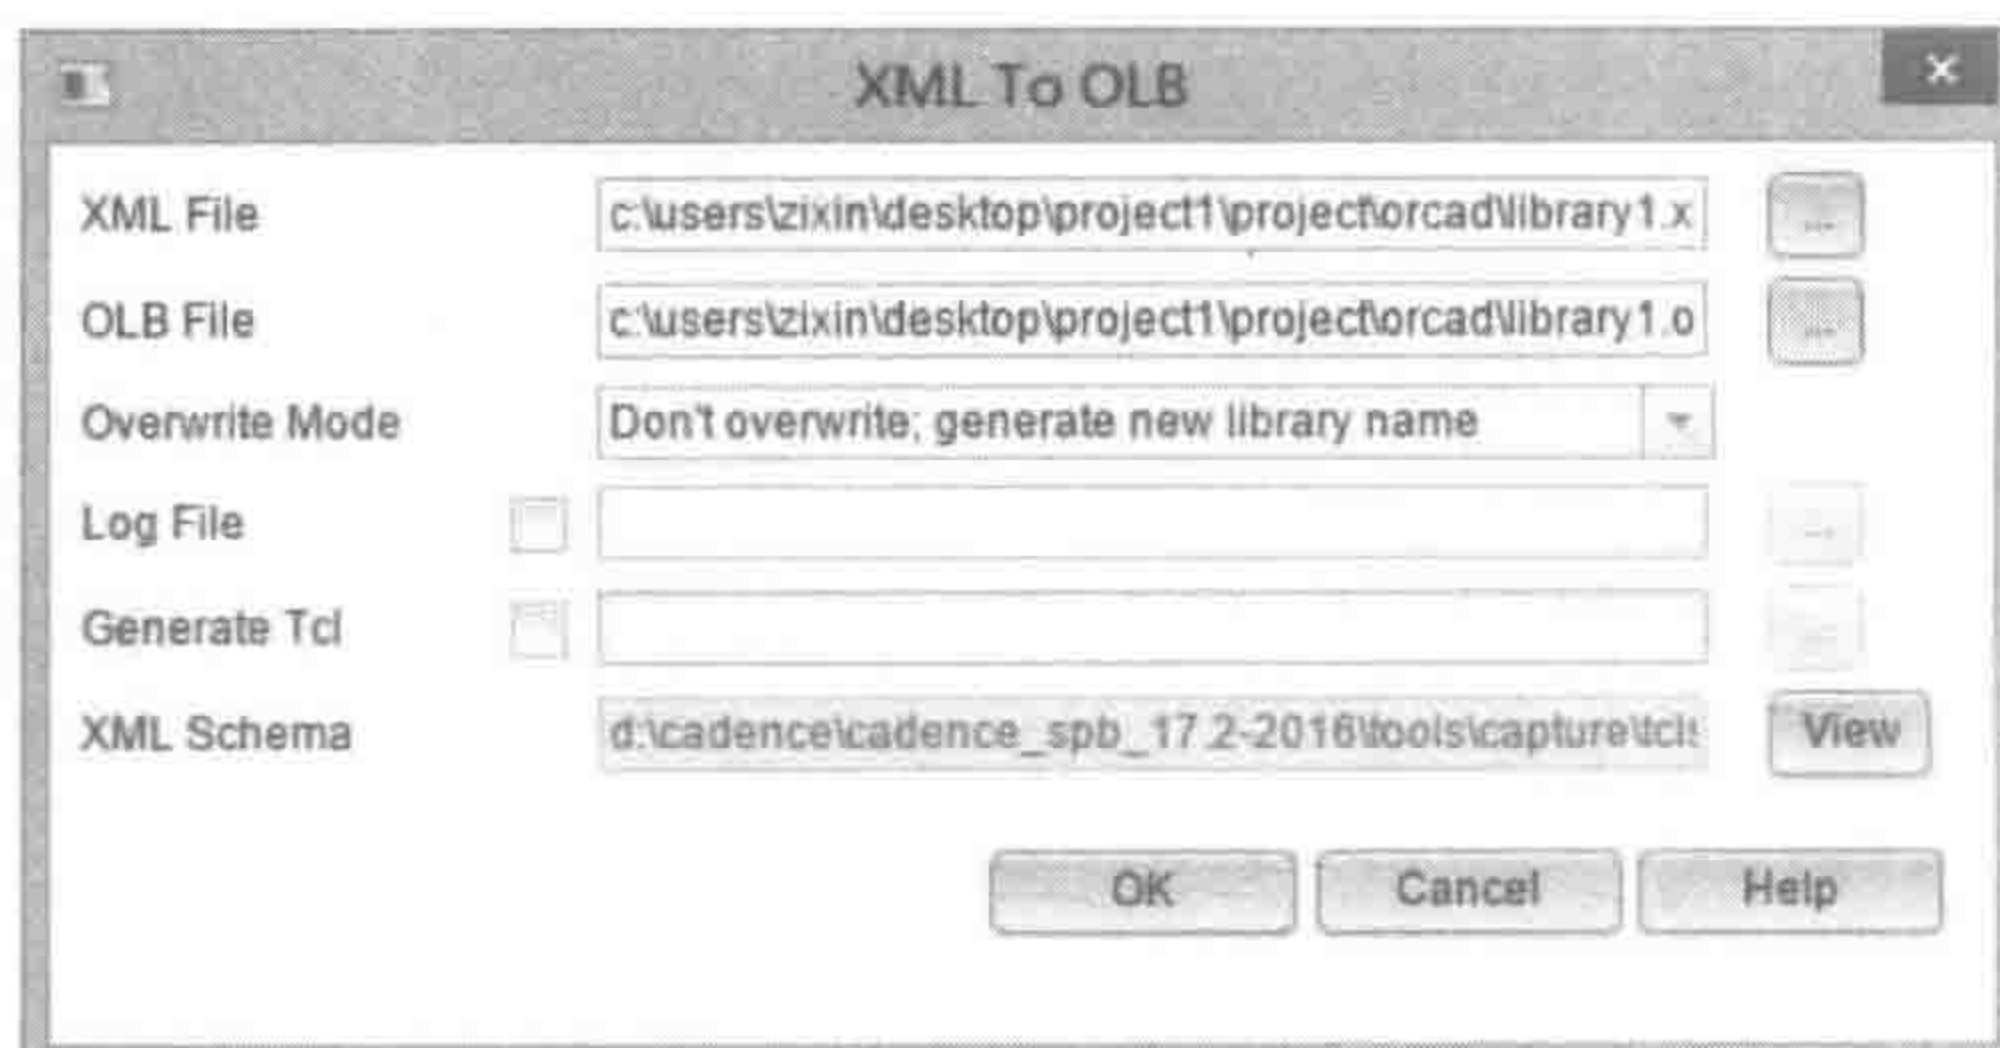 XML To OLB
XML File c:\users\zixin\desktop\project1\project\orcad\library1.x ...
OLB File c:\users\zixin\desktop\project1\project\orcad\library1.o ...
Overwrite Mode Don't overwrite; generate new library name
Log File ...
Generate Tcl ...
XML Schema d:\cadence\cadence_spb_17.2-2016\tools\capture\tcls View
OK Cancel Help